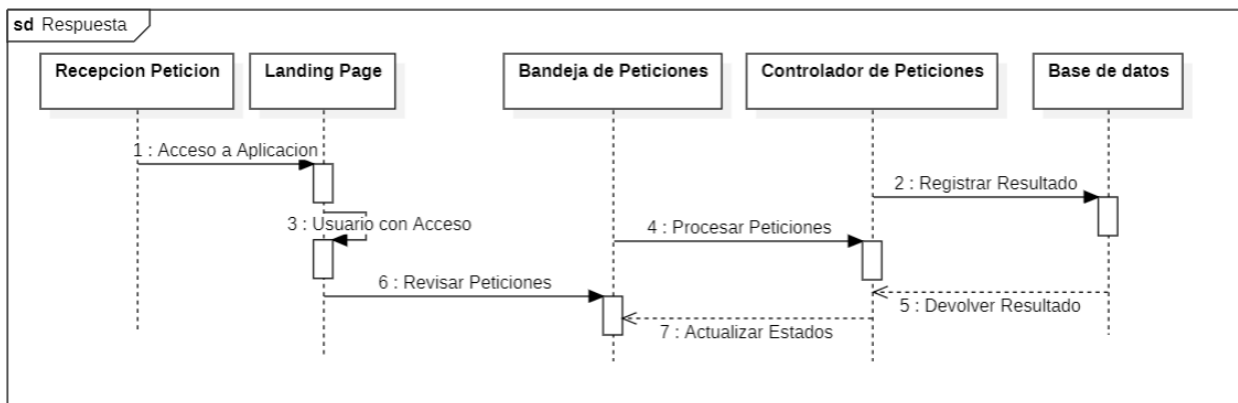 sd Respuesta
Recepcion Peticion
Landing Page
Bandeja de Peticiones
Controlador de Peticiones
Base de datos
1 : Acceso a Aplicacion
2 : Registrar Resultado
3 : Usuario con Acceso
4 : Procesar Peticiones
6 : Revisar Peticiones
5 : Devolver Resultado
7 : Actualizar Estados